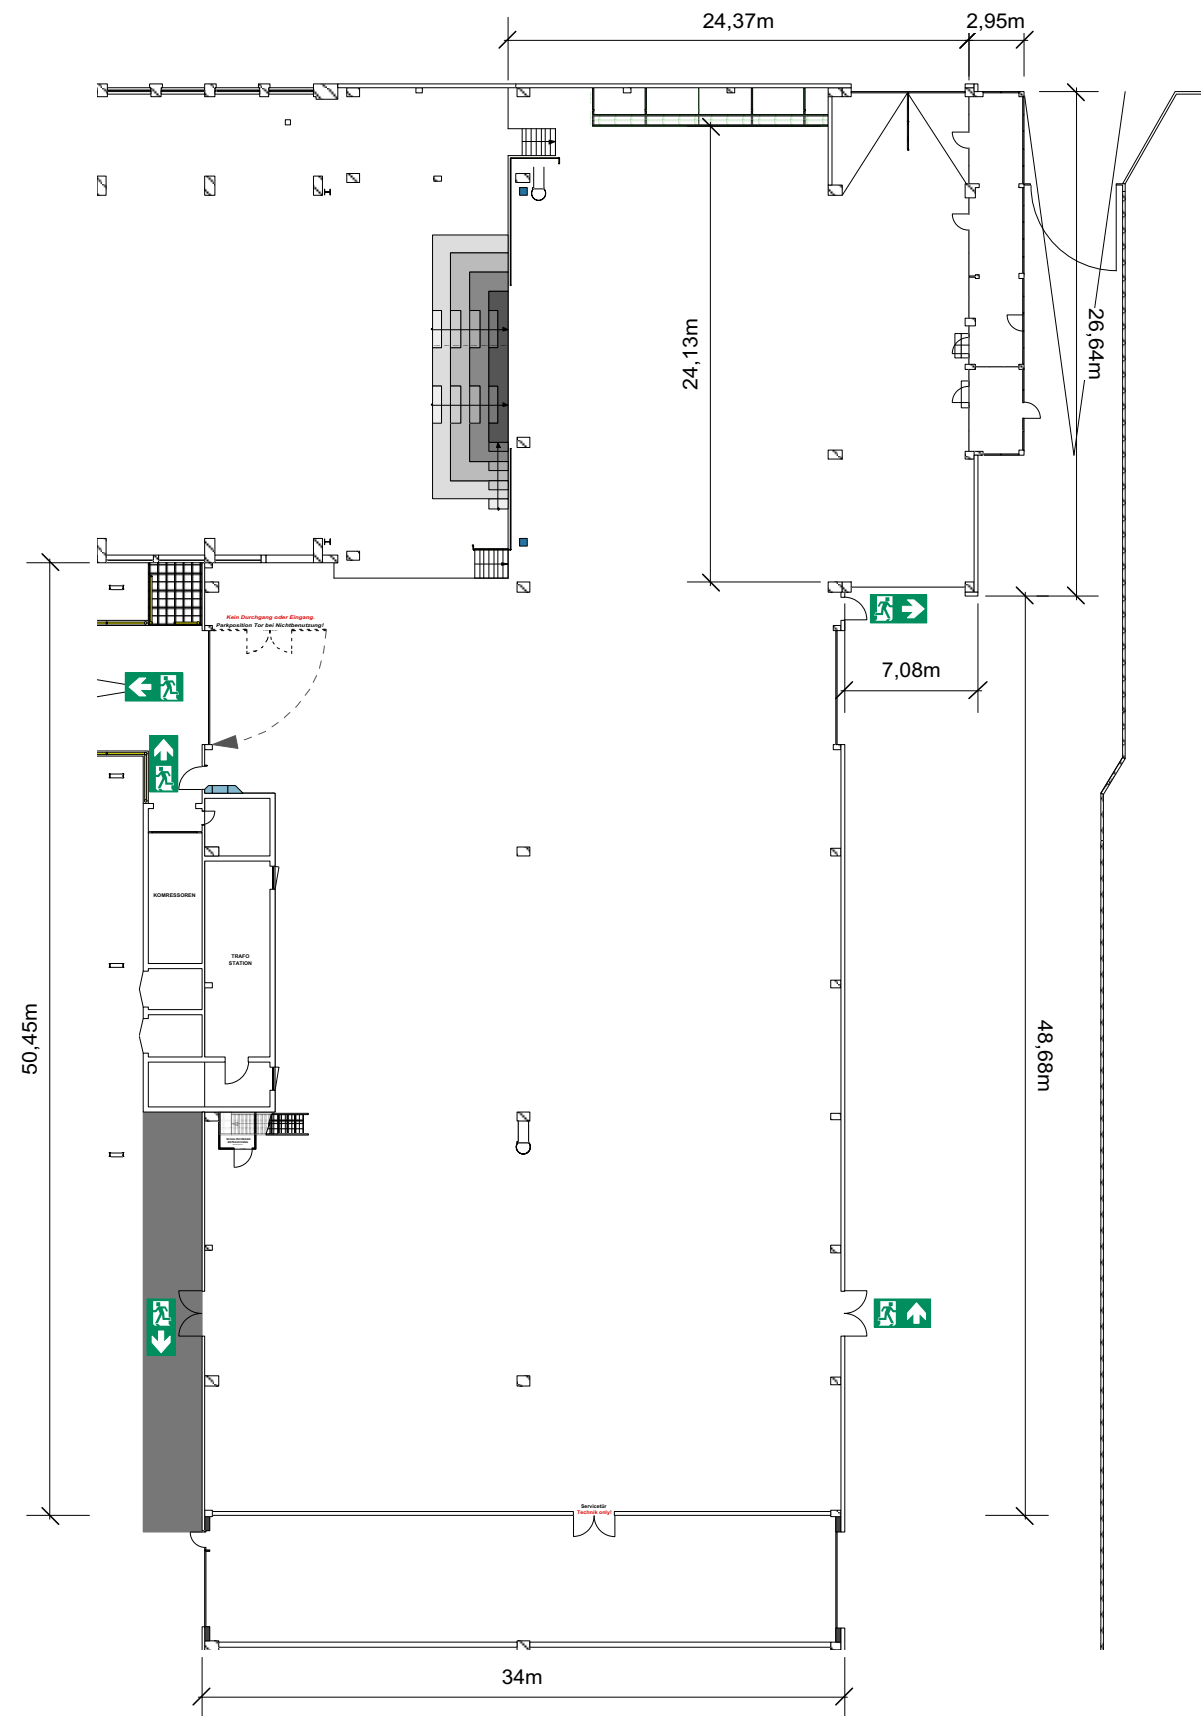 24,37m
2,95m
24,13m
26,64m
Kein Durchgang oder Eingang.
Parkposition Tor bei Nichtbenutzung!
7,08m
KOMRESSOREN
TRAFO
STATION
50,45m
48,68m
Servicetür
Technik only!
34m